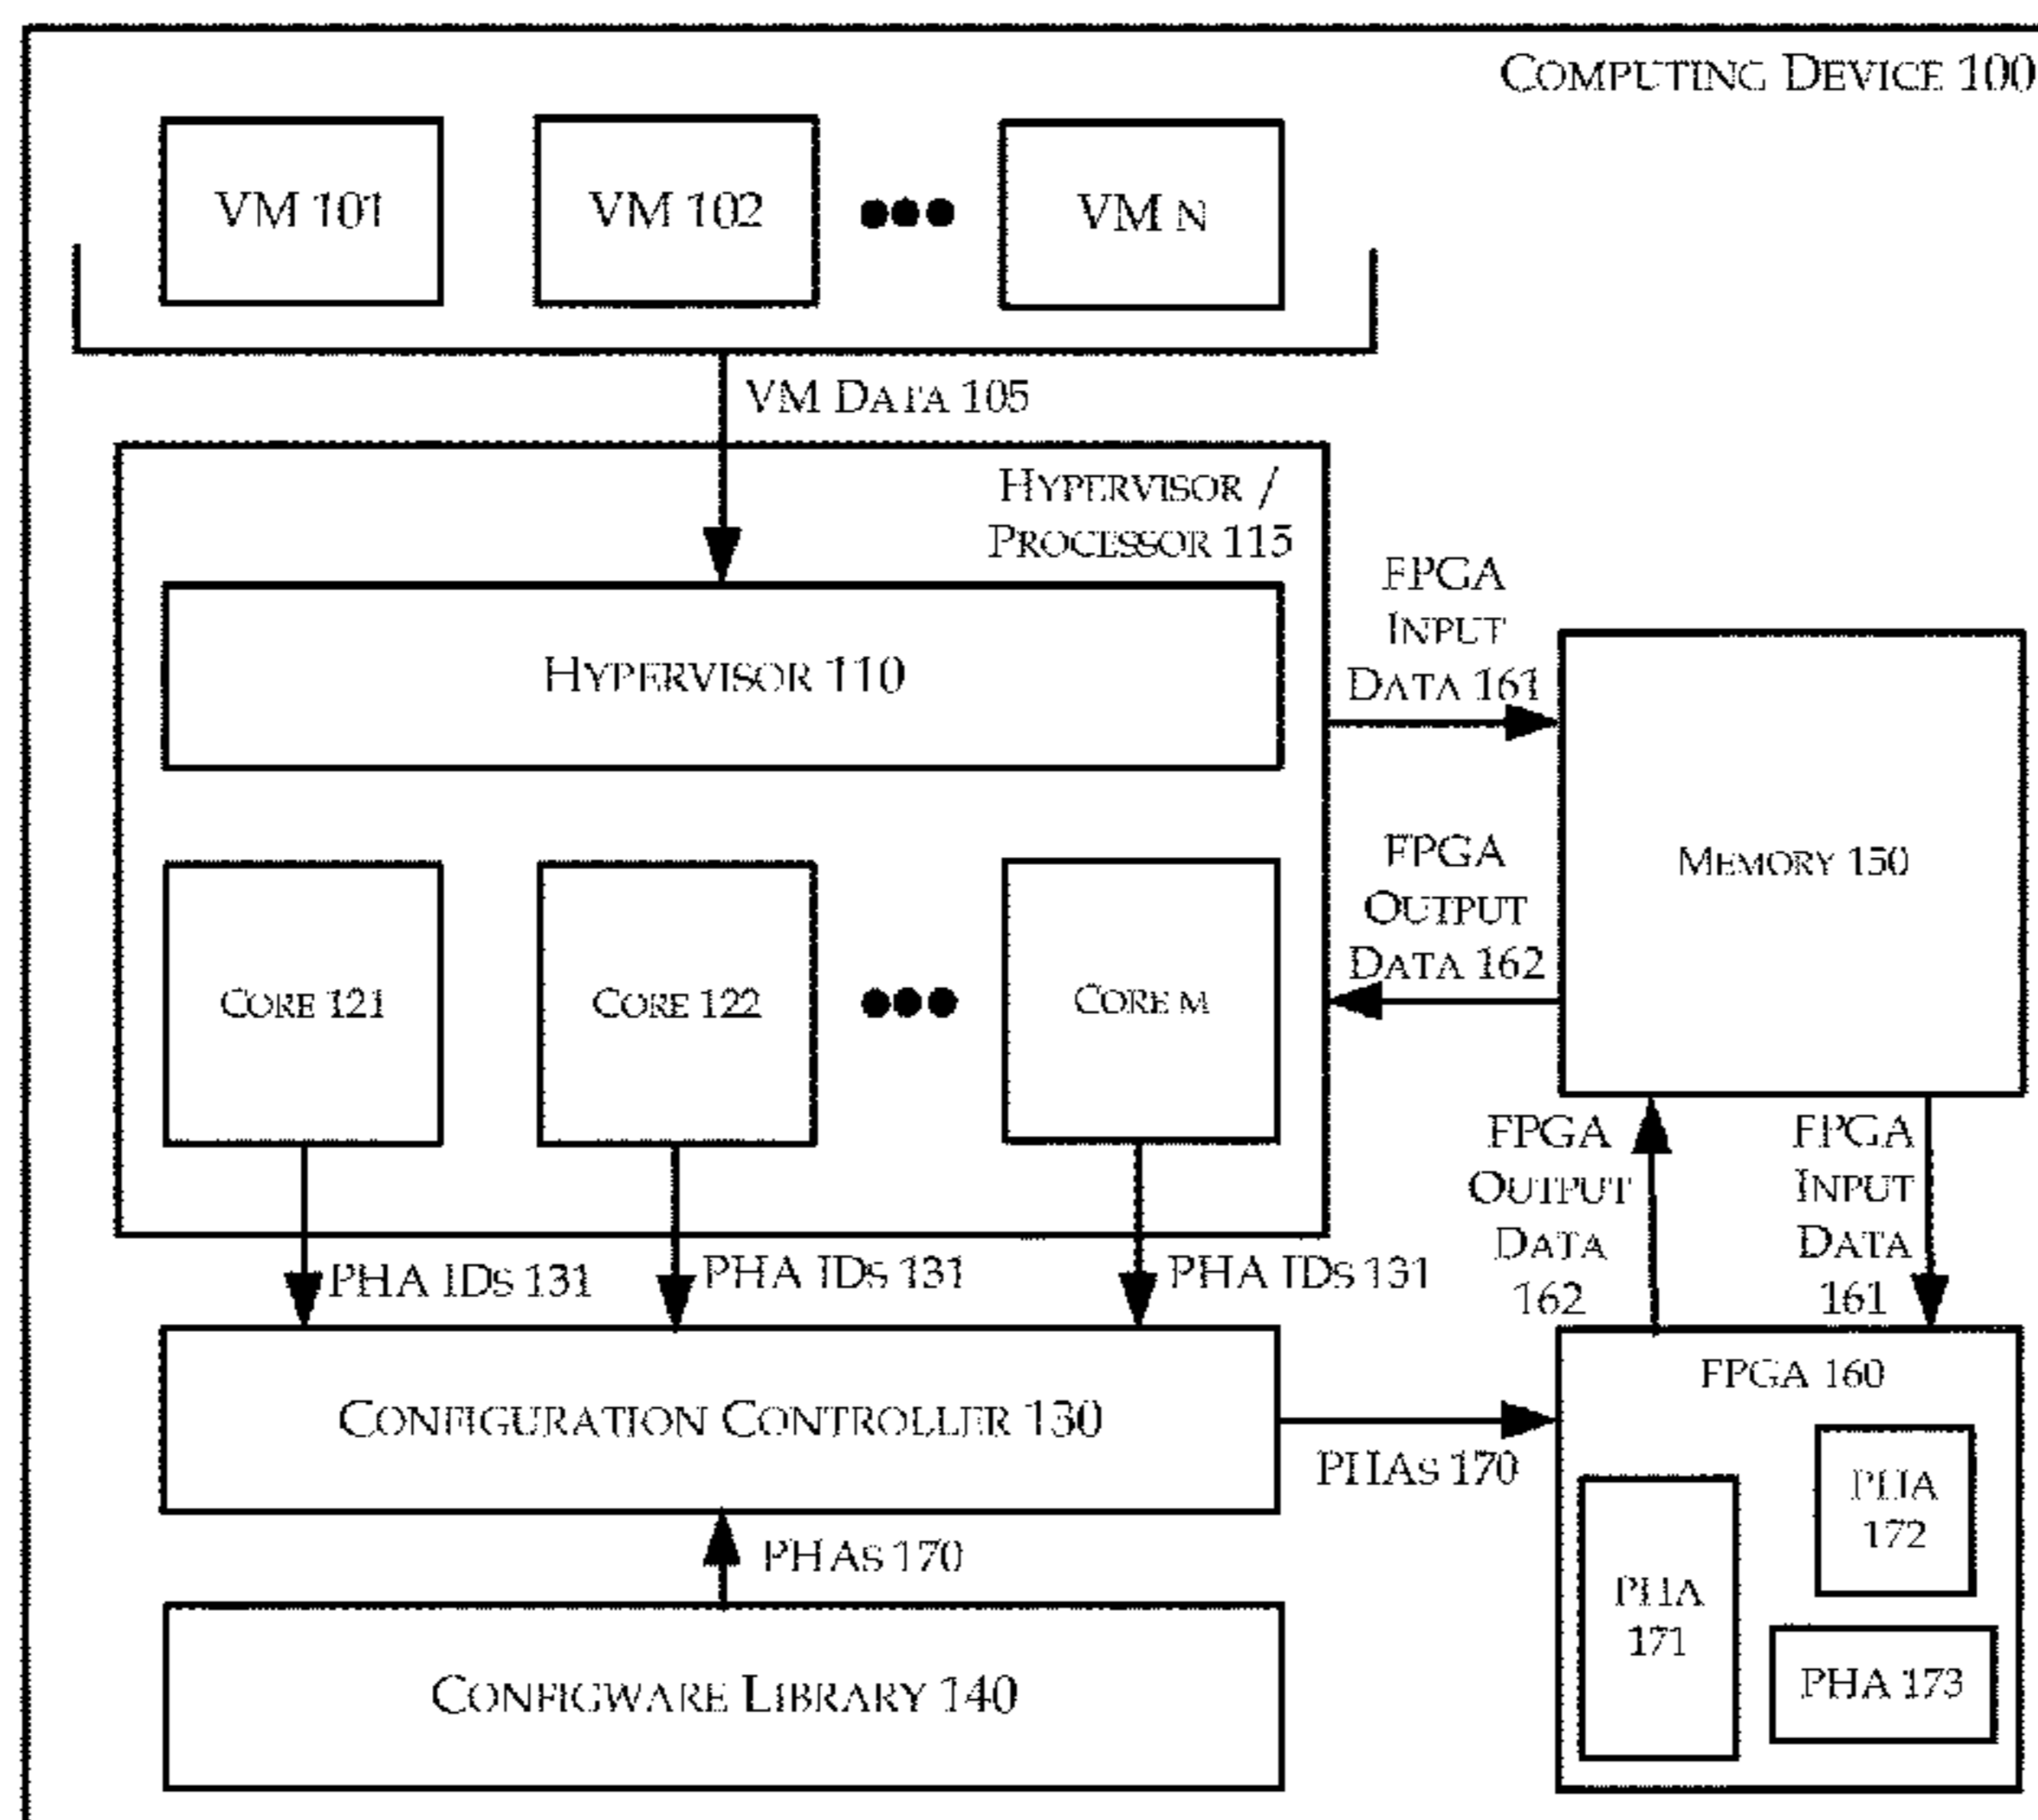 COMPUTING DEVICE 100
VM 101
VM 102
VM N
VM DATA 105
HYPERVISOR /
PROCESSOR 115
HYPERVISOR 110
FPGA
INPUT
DATA 161
MEMORY 150
FPGA
OUTPUT
DATA 162
CORE 121
CORE 122
CORE M
FPGA
OUTPUT
DATA
162
FPGA
INPUT
DATA
161
PHA IDS 131
PHA IDS 131
PHA IDS 131
CONFIGURATION CONTROLLER 130
PHAS 170
FPGA 160
PHA
172
PHA
171
PHA 173
PHAS 170
CONFIGWARE LIBRARY 140